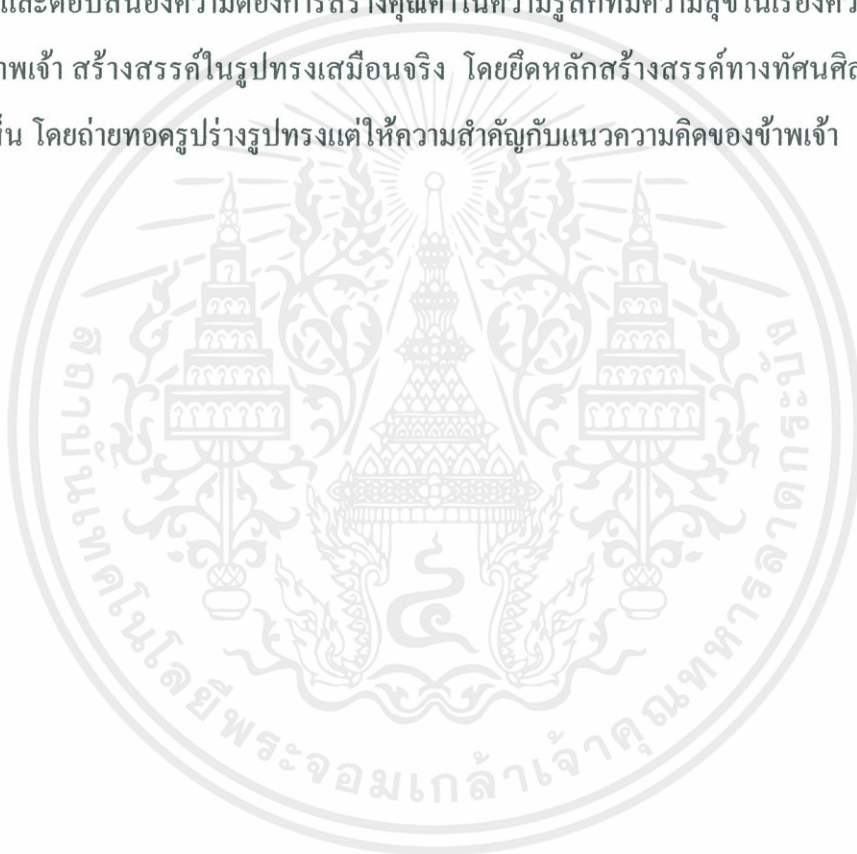 และตอบสนองความต้องการสร้างคุณค่าในความรู้สึกที่มีความสุขในเรื่อง
พเจ้า สร้างสรรค์ในรูปทรงเสมือนจริง โดยยึดหลักสร้างสรรค์ทางทัศนศิล
โดยถ่ายทอดรูปร่างรูปทรงแต่ให้ความสำคัญกับแนวความคิดของข้าพเจ้า
สถาบันเทคโนโลยีพระจอมเกล้าเจ้าคุณทหารลาดกระบัง
๔